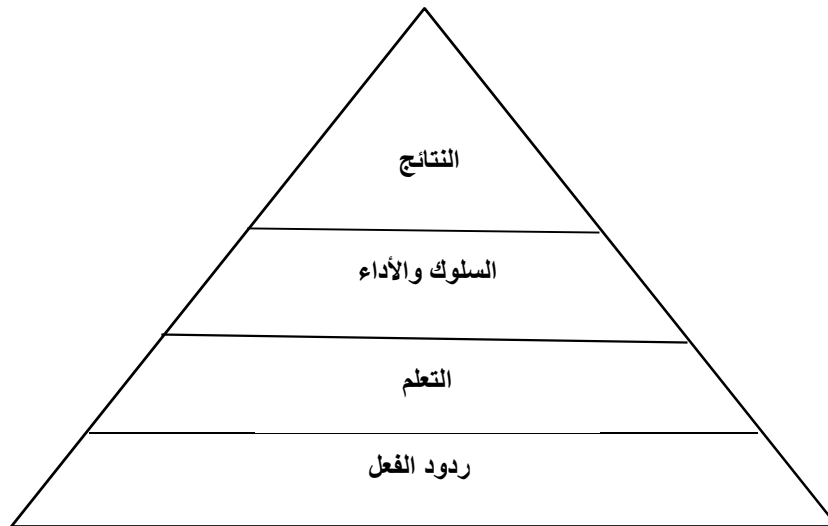 النتائج
السلوك والأداء
التعلم
ردود الفعل